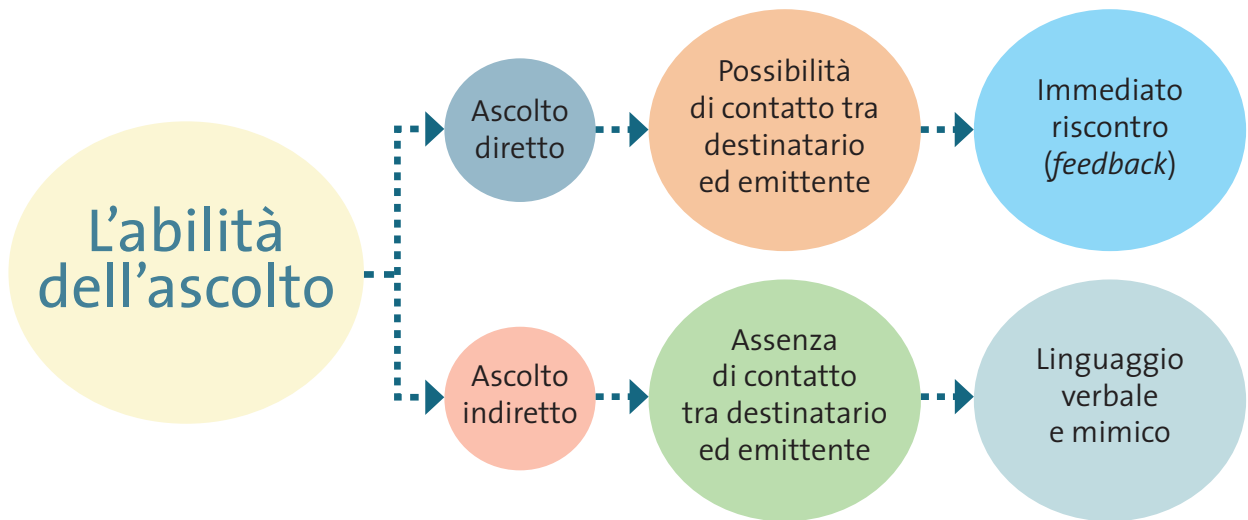 L'abilità
dell'ascolto
Ascolto
diretto
Possibilità
di contatto tra
destinatario
ed emittente
Immediato
riscontro
(feedback)
Ascolto
indiretto
Assenza
di contatto
tra destinatario
ed emittente
Linguaggio
verbale
e mimico